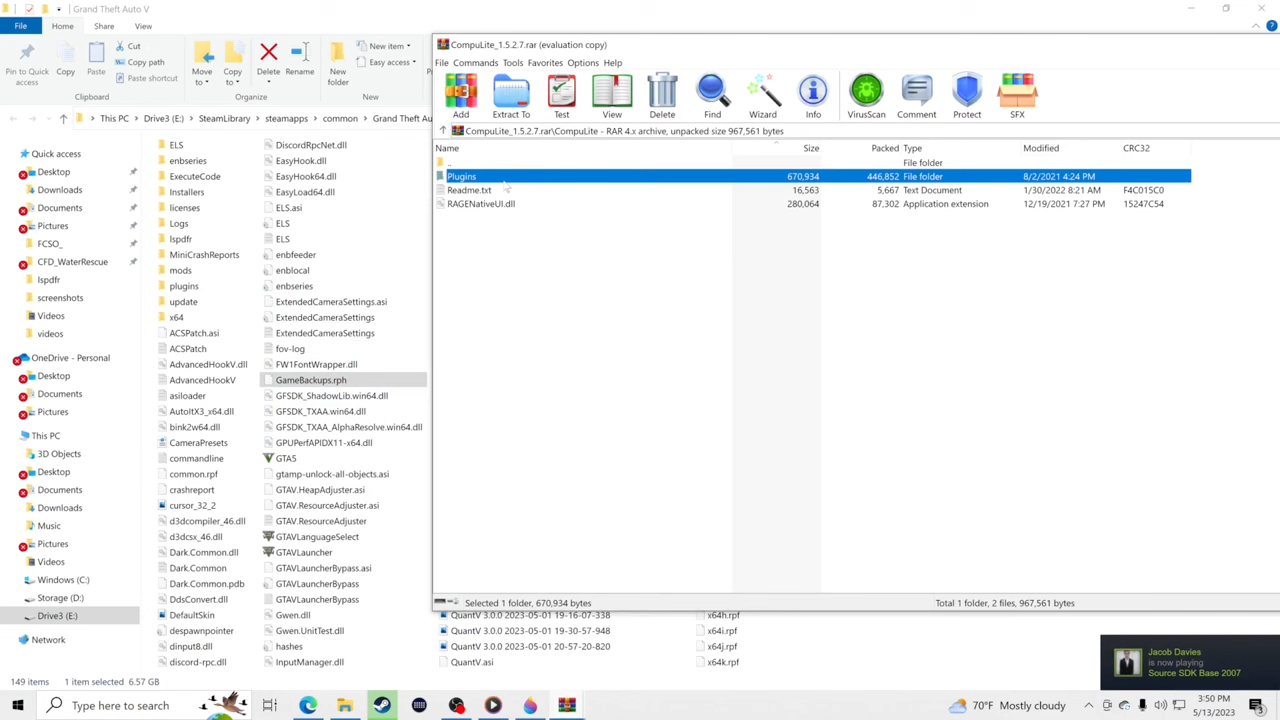 Grand Theft Auto V
File Home Share View
Pin to Quick access
Copy
Paste
Cut
Copy path
Paste shortcut
Move to
Copy to
Delete
Rename
New folder
New item
Easy access
Clipboard
Organize
New
This PC Drive3 (E:) SteamLibrary steamapps common Grand Theft Au
Quick access
Desktop
Downloads
Documents
Pictures
FCSO_
CFD_WaterRescue
lspdfr
screenshots
Videos
videos
OneDrive - Personal
Desktop
Documents
Pictures
This PC
3D Objects
Desktop
Documents
Downloads
Music
Pictures
Videos
Windows (C:)
Storage (D:)
Drive3 (E:)
Network
ELS
enbseries
ExecuteCode
Installers
licenses
Logs
lspdfr
MiniCrashReports
mods
plugins
update
x64
ACSPatch.asi
ACSPatch
AdvancedHookV.dll
AdvancedHookV
asiloader
AutoItX3_x64.dll
bink2w64.dll
CameraPresets
commandline
common.rpf
crashreport
cursor_32_2
d3dcompiler_46.dll
d3dcsx_46.dll
Dark.Common.dll
Dark.Common
Dark.Common.pdb
DdsConvert.dll
DefaultSkin
despawnpointer
dinput8.dll
discord-rpc.dll
DiscordRpcNet.dll
EasyHook.dll
EasyHook64.dll
EasyLoad64.dll
ELS.asi
ELS
ELS
enbfeeder
enblocal
enbseries
ExtendedCameraSettings.asi
ExtendedCameraSettings
ExtendedCameraSettings
fov-log
FW1FontWrapper.dll
GameBackups.rph
GFSDK_ShadowLib.win64.dll
GFSDK_TXAA.win64.dll
GFSDK_TXAA_AlphaResolve.win64.dll
GPUPerfAPIDX11-x64.dll
GTA5
gtamp-unlock-all-objects.asi
GTAV.HeapAdjuster.asi
GTAV.ResourceAdjuster.asi
GTAV.ResourceAdjuster
GTAVLanguageSelect
GTAVLauncher
GTAVLauncherBypass.asi
GTAVLauncherBypass
GTAVLauncherBypass
Gwen.dll
Gwen.UnitTest.dll
hashes
InputManager.dll
CompuLite_1.5.2.7.rar (evaluation copy)
File Commands Tools Favorites Options Help
Add Extract To Test View Delete Find Wizard Info VirusScan Comment Protect SFX
CompuLite_1.5.2.7.rar\CompuLite - RAR 4.x archive, unpacked size 967,561 bytes
Name Size Packed Type Modified CRC32
.. File folder
Plugins 670,934 446,852 File folder 8/2/2021 4:24 PM
Readme.txt 16,563 5,667 Text Document 1/30/2022 8:21 AM F4C015C0
RAGENativeUI.dll 280,064 87,302 Application extension 12/19/2021 7:27 PM 15247C54
Selected 1 folder, 670,934 bytes
Total 1 folder, 2 files, 967,561 bytes
QuantV 3.0.0 2023-05-01 19-16-07-338
QuantV 3.0.0 2023-05-01 19-30-57-948
QuantV 3.0.0 2023-05-01 20-57-20-820
QuantV.asi
x64h.rpf
x64i.rpf
x64j.rpf
x64k.rpf
Jacob Davies
is now playing
Source SDK Base 2007
149 items 1 item selected 6.57 GB
Type here to search
70°F Mostly cloudy
3:50 PM
5/13/2023
3